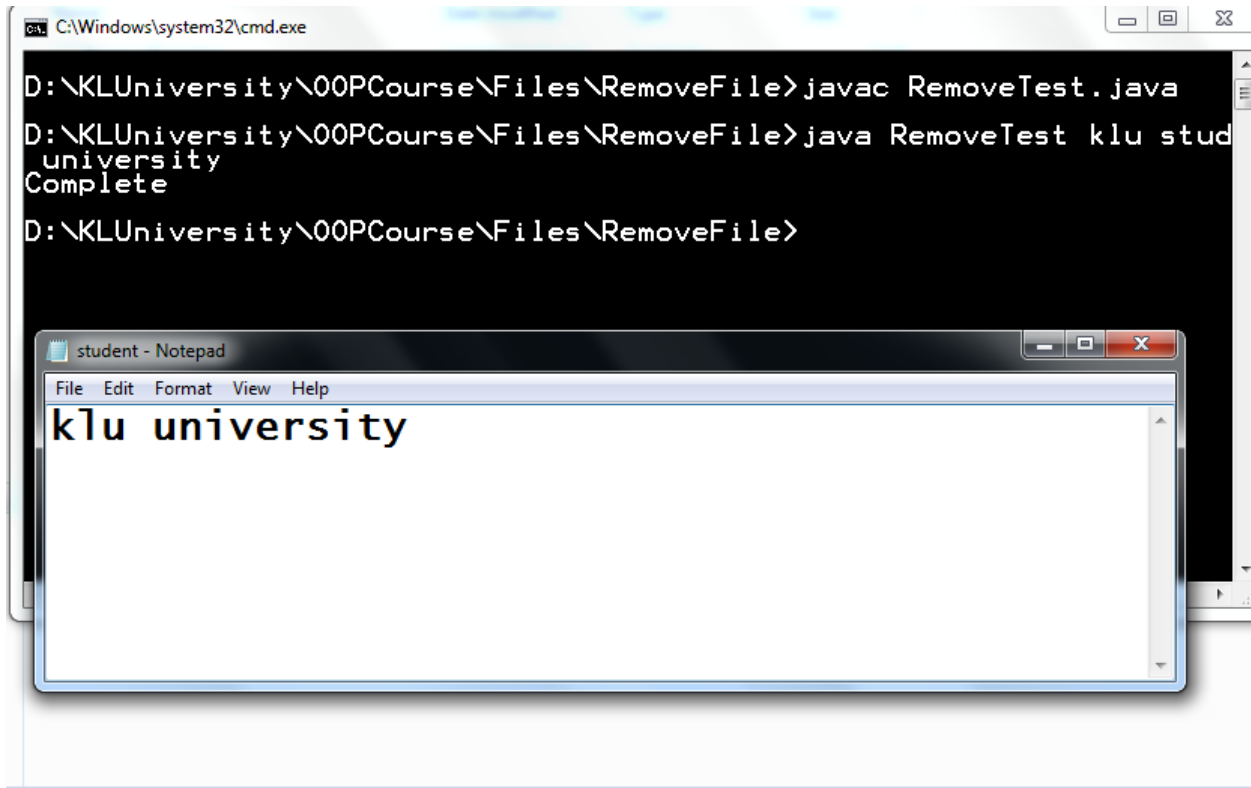 C:\Windows\system32\cmd.exe
D:\KLUniversity\OOPCourse\Files\RemoveFile>javac RemoveTest.java
D:\KLUniversity\OOPCourse\Files\RemoveFile>java RemoveTest klu stud
university
Complete
D:\KLUniversity\OOPCourse\Files\RemoveFile>
student - Notepad
File Edit Format View Help
klu university